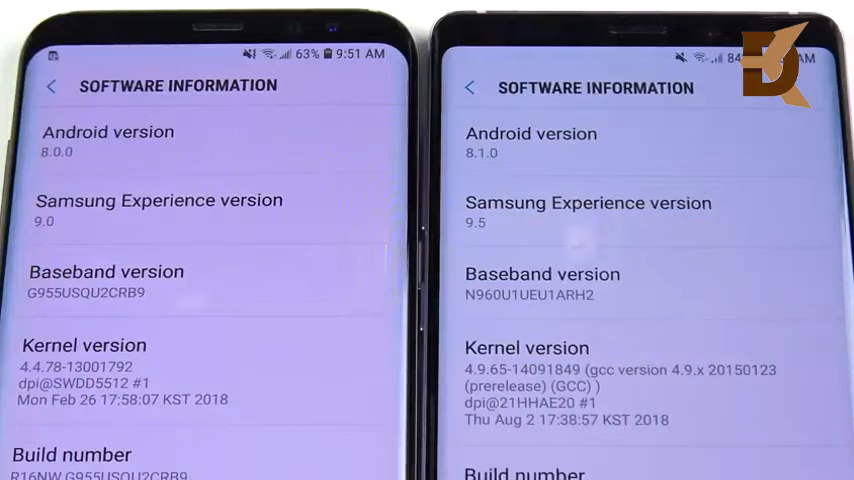 63% 9:51 AM
SOFTWARE INFORMATION
Android version
8.0.0
Samsung Experience version
9.0
Baseband version
G955USQU2CRB9
Kernel version
4.4.78-13001792
dpi@SWDD5512 #1
Mon Feb 26 17:58:07 KST 2018
Build number
R16NW.G955USQU2CRB9
84 AM
SOFTWARE INFORMATION
Android version
8.1.0
Samsung Experience version
9.5
Baseband version
N960U1UEU1ARH2
Kernel version
4.9.65-14091849 (gcc version 4.9.x 20150123
(prerelease) (GCC) )
dpi@21HHAE20 #1
Thu Aug 2 17:38:57 KST 2018
Build number